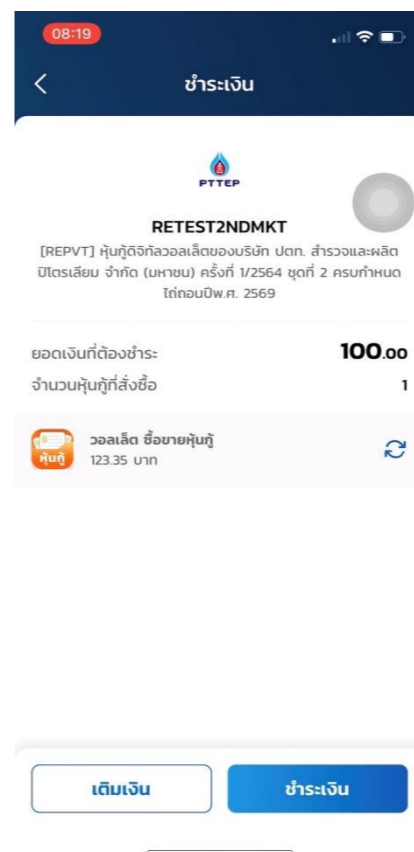 08:19
ชำระเงิน
PTTEP
RETEST2NDMKT
[REPVT] หุ้นกู้ดิจิทัลวอลเล็ตของบริษัท ปตท. สำรวจและผลิต
ปิโตรเลียม จำกัด (มหาชน) ครั้งที่ 1/2564 ชุดที่ 2 ครบกำหนด
ไถ่ถอนปีพ.ศ. 2569
ยอดเงินที่ต้องชำระ 100.00
จำนวนหุ้นกู้ที่สั่งซื้อ 1
หุ้นกู้
วอลเล็ต ซื้อขายหุ้นกู้
123.35 บาท
เติมเงิน ชำระเงิน